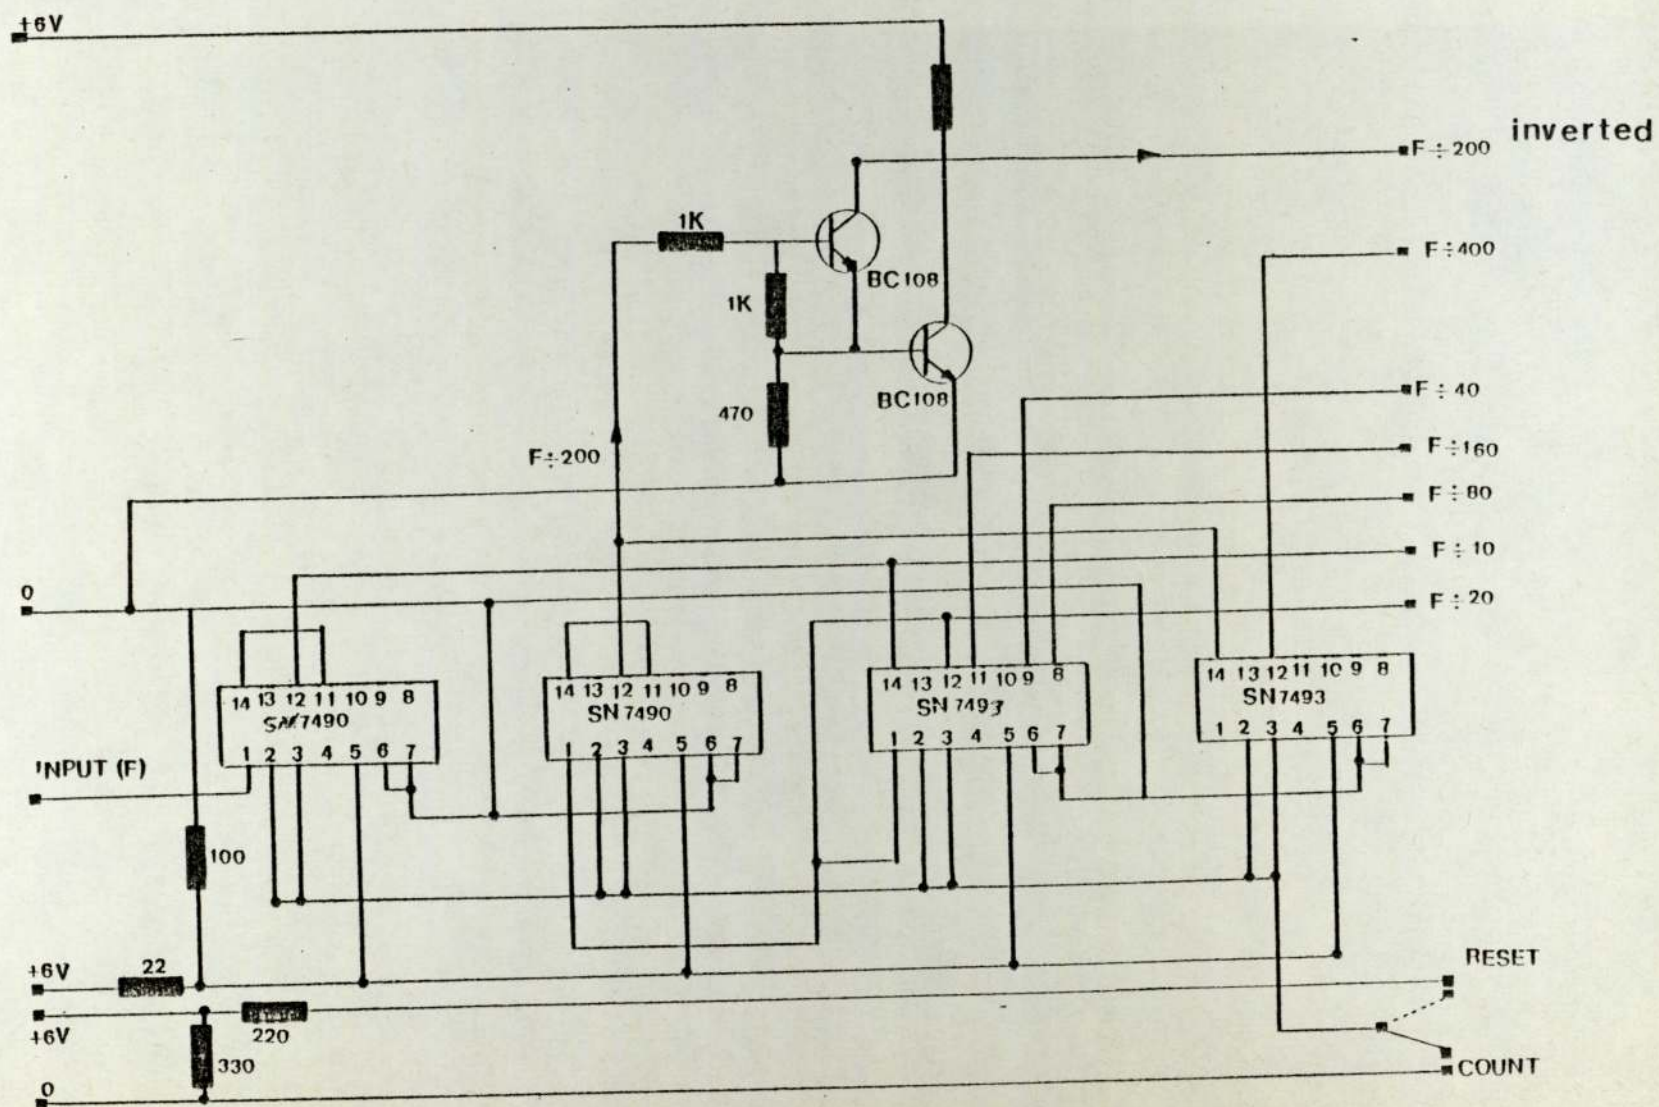 +6V
inverted
F÷200
1K
F÷400
BC108
1K
F÷40
BC108
470
F÷200
F÷160
F÷80
F÷10
0
F÷20
14 13 12 11 10 9 8
SN7490
1 2 3 4 5 6 7
14 13 12 11 10 9 8
SN7490
1 2 3 4 5 6 7
14 13 12 11 10 9 8
SN7493
1 2 3 4 5 6 7
14 13 12 11 10 9 8
SN7493
1 2 3 4 5 6 7
INPUT (F)
100
+6V
22
RESET
+6V
220
330
0
COUNT